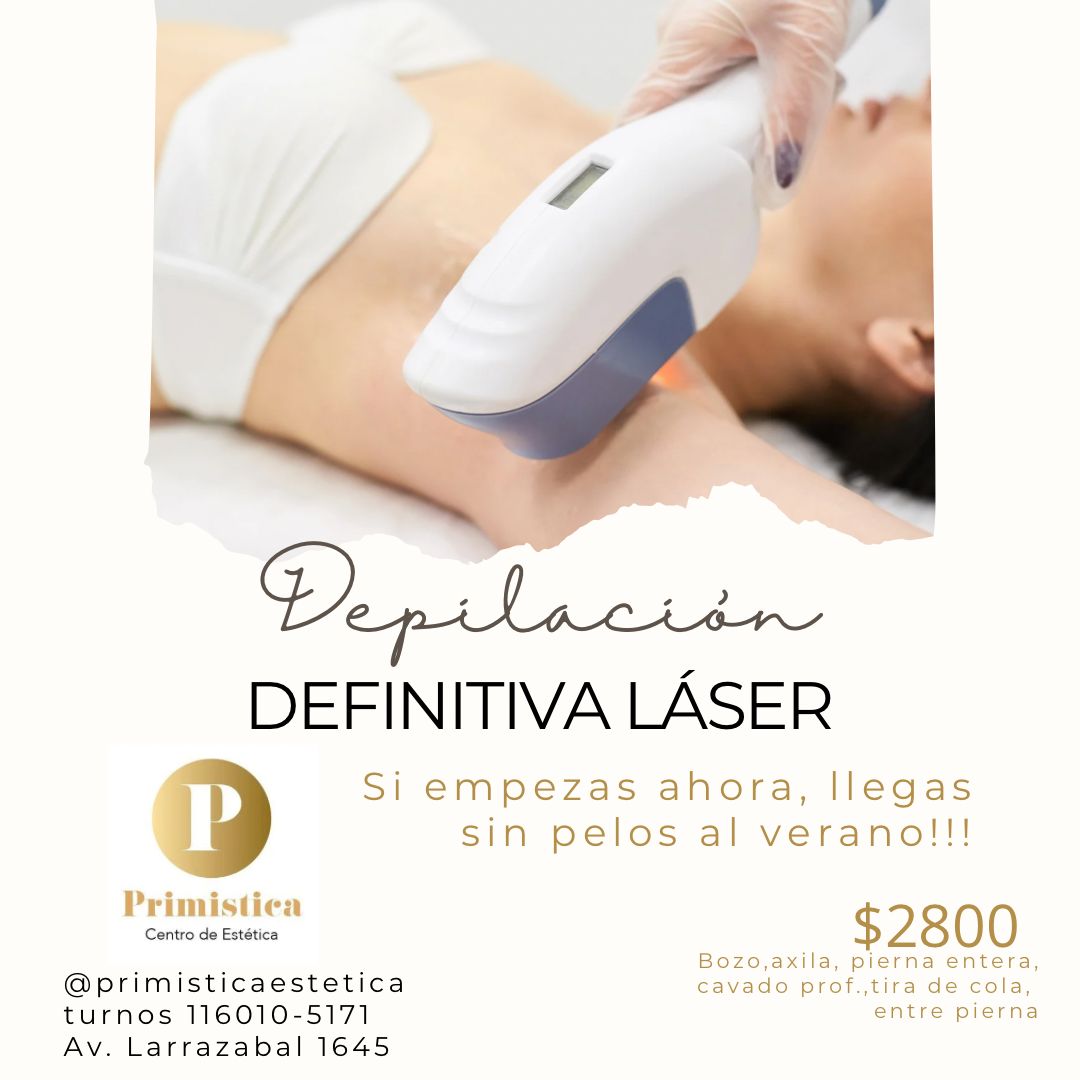 Depilación
DEFINITIVA LÁSER
Si empezas ahora, llegas
sin pelos al verano!!!
P
Primistica
Centro de Estética
$2800
Bozo,axila, pierna entera,
cavado prof.,tira de cola,
entre pierna
@primisticaestetica
turnos 116010-5171
Av. Larrazabal 1645